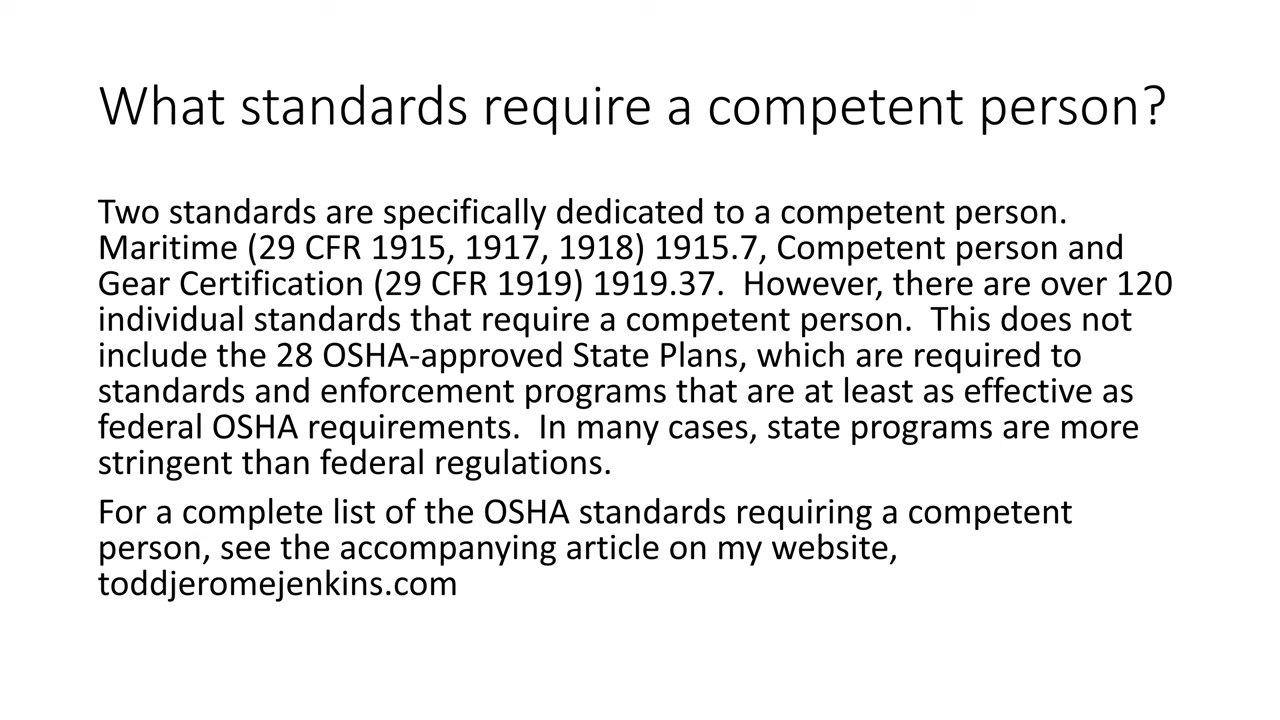 What standards require a competent person?
Two standards are specifically dedicated to a competent person.
Maritime (29 CFR 1915, 1917, 1918) 1915.7, Competent person and
Gear Certification (29 CFR 1919) 1919.37.  However, there are over 120
individual standards that require a competent person.  This does not
include the 28 OSHA-approved State Plans, which are required to
standards and enforcement programs that are at least as effective as
federal OSHA requirements.  In many cases, state programs are more
stringent than federal regulations.
For a complete list of the OSHA standards requiring a competent
person, see the accompanying article on my website,
toddjeromejenkins.com